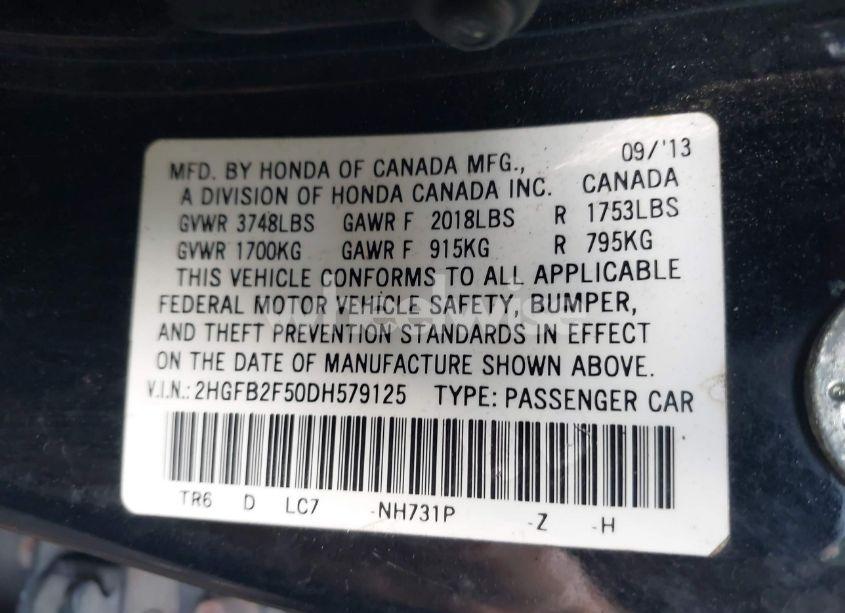 09/'13
MFD. BY HONDA OF CANADA MFG.,
A DIVISION OF HONDA CANADA INC. CANADA
GVWR 3748LBS GAWR F 2018LBS R 1753LBS
GVWR 1700KG GAWR F 915KG R 795KG
THIS VEHICLE CONFORMS TO ALL APPLICABLE
FEDERAL MOTOR VEHICLE SAFETY, BUMPER,
AND THEFT PREVENTION STANDARDS IN EFFECT
ON THE DATE OF MANUFACTURE SHOWN ABOVE.
V.I.N.: 2HGFB2F50DH579125 TYPE: PASSENGER CAR
TR6 D LC7 -NH731P -Z -H